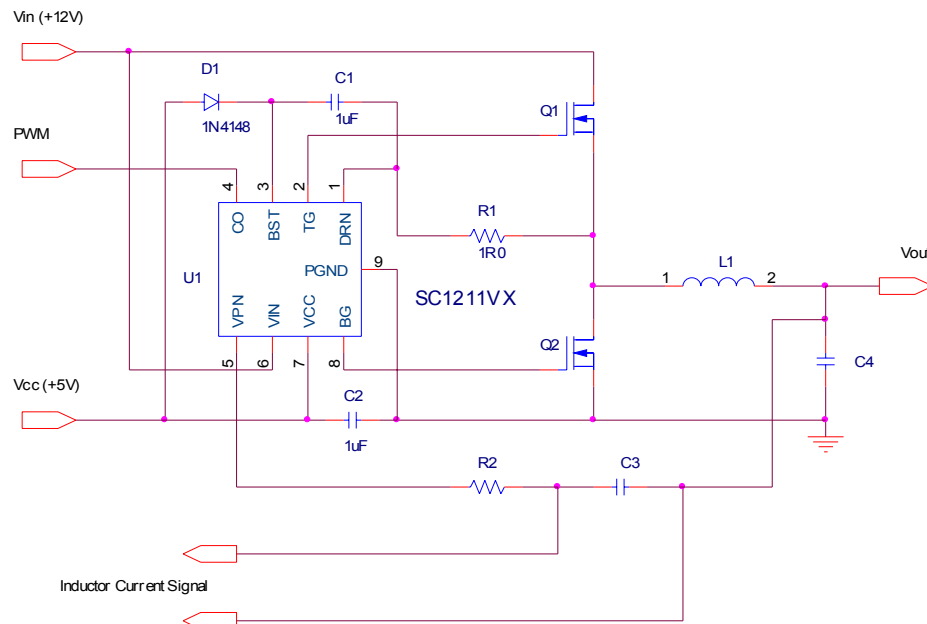 Vin (+12V)
D1
1N4148
C1
1uF
Q1
PWM
4
3
2
1
CO
BST
TG
DRN
R1
1R0
U1
PGND
9
SC1211VX
L1
1
2
Vou
VPN
VIN
VCC
BG
Q2
5
6
7
8
C4
Vcc (+5V)
C2
1uF
R2
C3
Inductor Current Signal